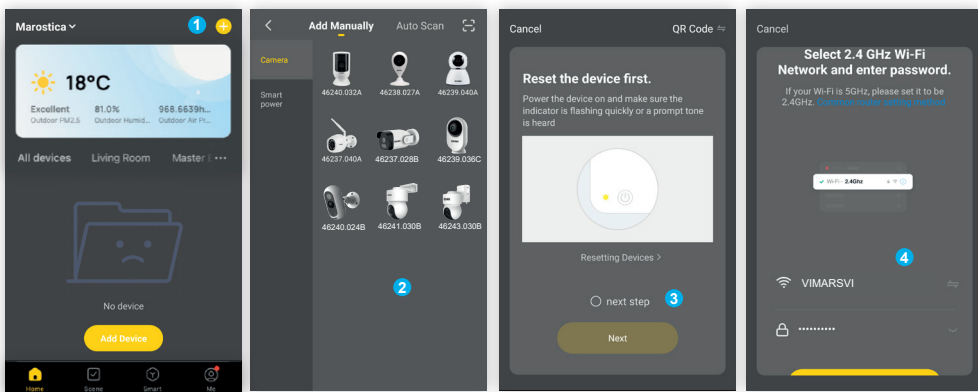 Marostica
1
18°C
Excellent 81.0% 968.6639h...
Outdoor PM2.5 Outdoor Humid... Outdoor Air Pr...
All devices Living Room Master
No device
Add Device
Home Scene Smart Me
Add Manually Auto Scan
Camera
Smart
power
46240.032A 46238.027A 46239.040A
46237.040A 46237.028B 46239.036C
46240.024B 46241.030B 46243.030B
2
Cancel QR Code
Reset the device first.
Power the device on and make sure the
indicator is flashing quickly or a prompt tone
is heard
Resetting Devices >
next step 3
Next
Cancel
Select 2.4 GHz Wi-Fi
Network and enter password.
If your Wi-Fi is 5GHz, please set it to be
2.4GHz. Common router setting method
Wi-Fi - 2.4Ghz
4
VIMARSVI